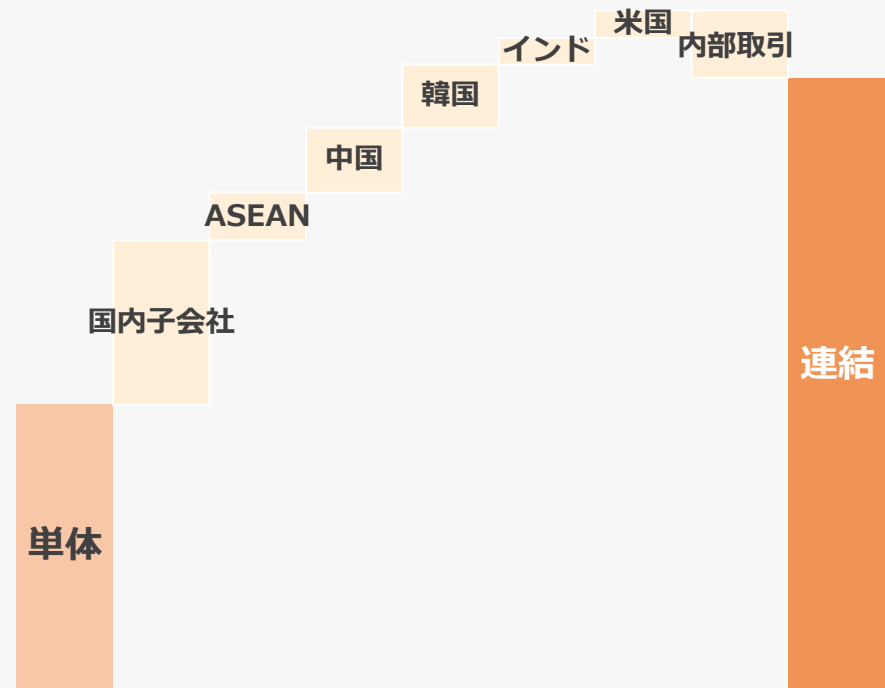 単体
国内子会社
ASEAN
中国
韓国
インド
米国
内部取引
連結